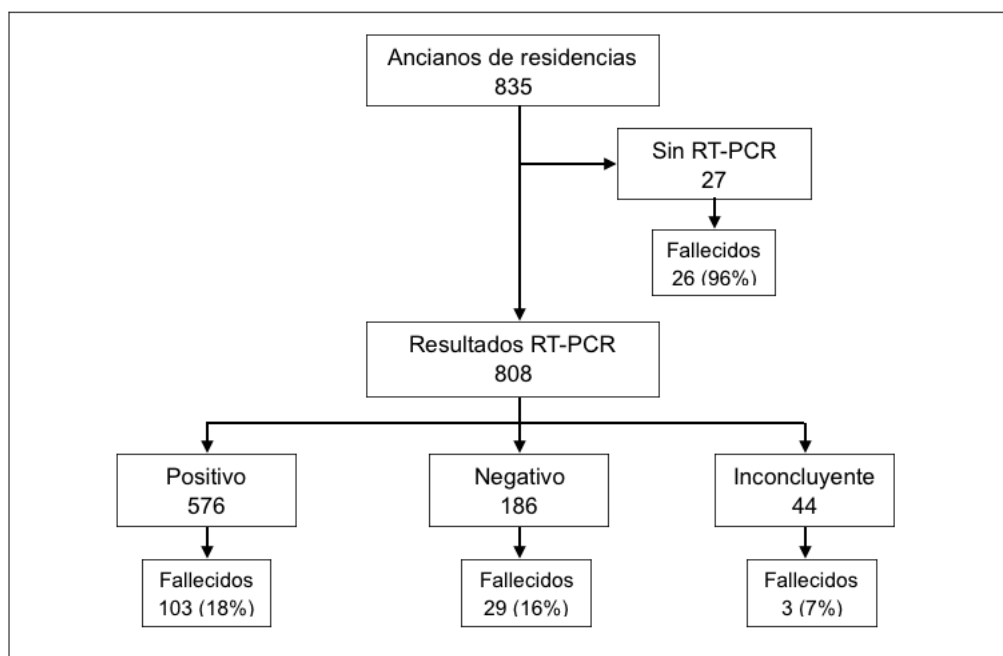 Ancianos de residencias
835
Sin RT-PCR
27
Fallecidos
26 (96%)
Resultados RT-PCR
808
Positivo
576
Negativo
186
Inconcluyente
44
Fallecidos
103 (18%)
Fallecidos
29 (16%)
Fallecidos
3 (7%)